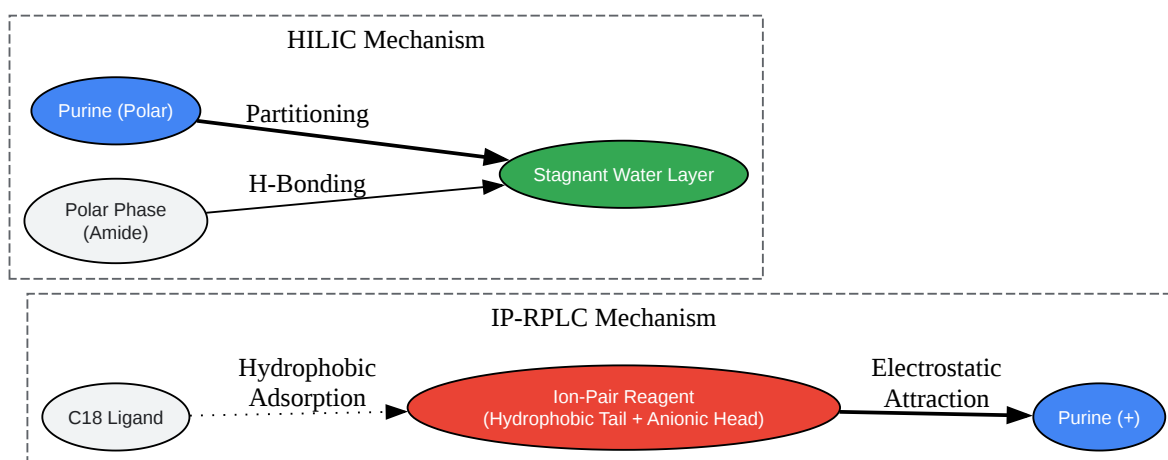 HILIC Mechanism
Purine (Polar)
Partitioning
Stagnant Water Layer
H-Bonding
Polar Phase
(Amide)
IP-RPLC Mechanism
C18 Ligand
Hydrophobic
Adsorption
Ion-Pair Reagent
(Hydrophobic Tail + Anionic Head)
Electrostatic
Attraction
Purine (+)